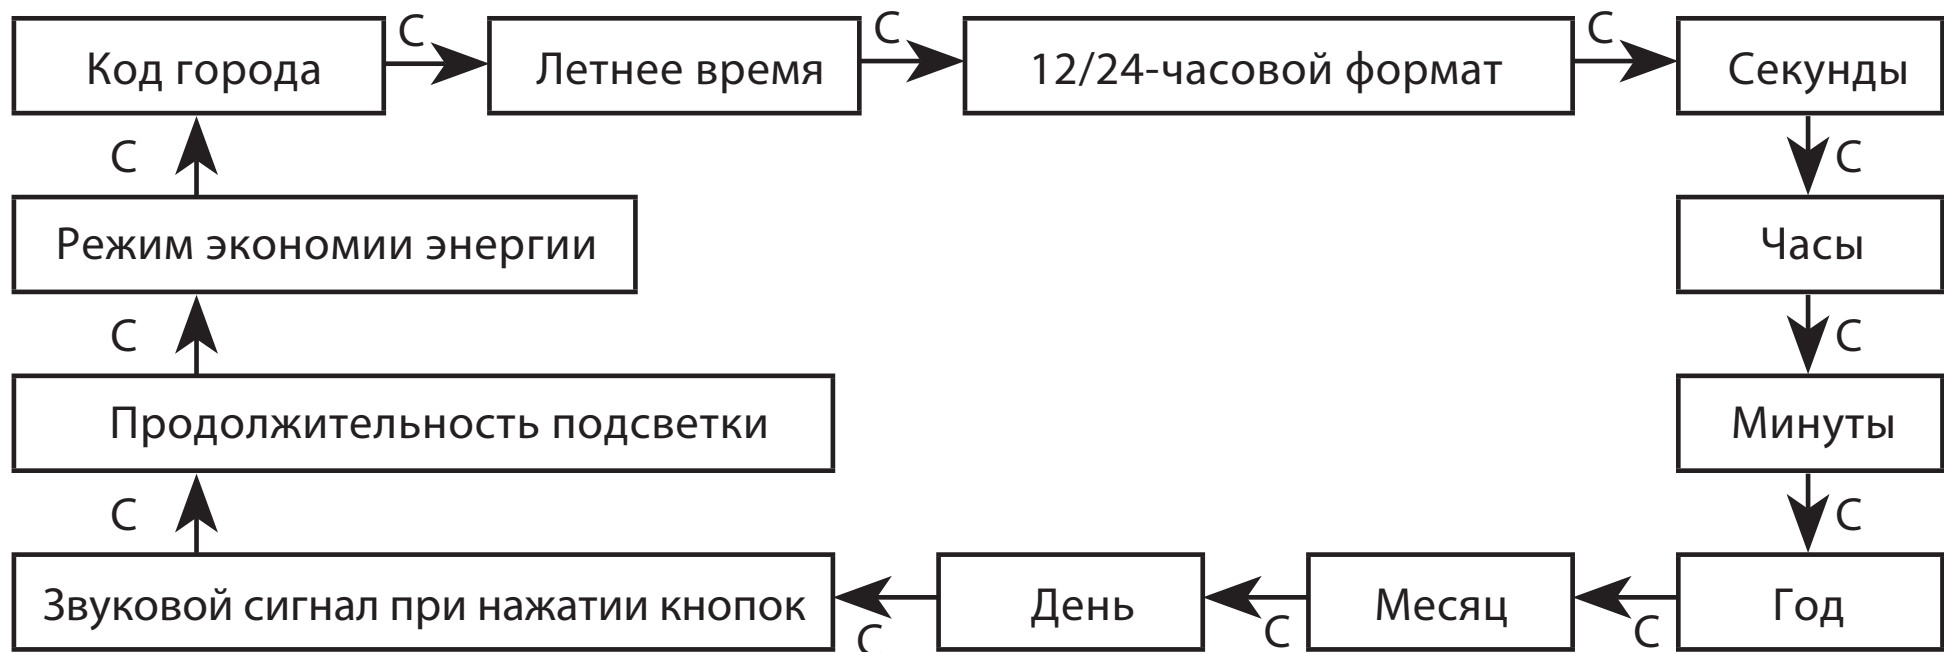 Код города
С
Летнее время
С
12/24-часовой формат
С
Секунды
С
Часы
С
Минуты
С
Год
С
Месяц
С
День
С
Звуковой сигнал при нажатии кнопок
С
Продолжительность подсветки
С
Режим экономии энергии
С